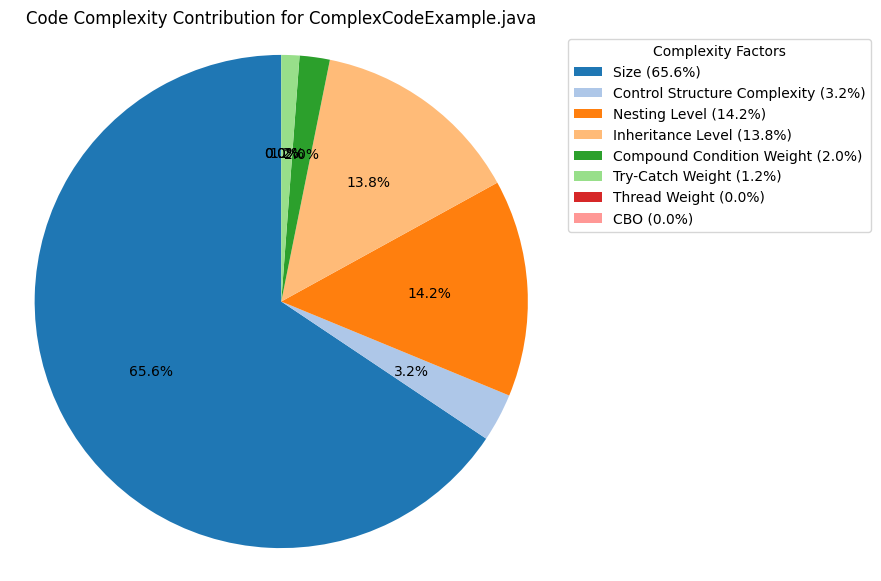 Code Complexity Contribution for ComplexCodeExample.java
Complexity Factors
Size (65.6%)
Control Structure Complexity (3.2%)
Nesting Level (14.2%)
Inheritance Level (13.8%)
Compound Condition Weight (2.0%)
Try-Catch Weight (1.2%)
Thread Weight (0.0%)
CBO (0.0%)
13.8%
14.2%
65.6%
3.2%